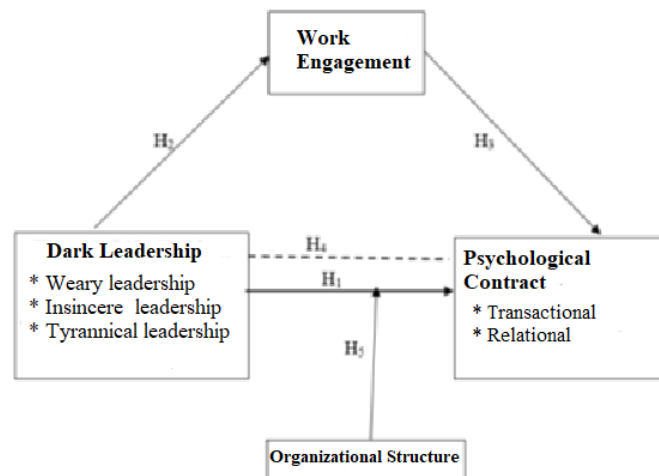 Work
Engagement
H₂
H₃
Dark Leadership
* Weary leadership
* Insincere leadership
* Tyrannical leadership
H₄
H₁
Psychological
Contract
* Transactional
* Relational
H₅
Organizational Structure